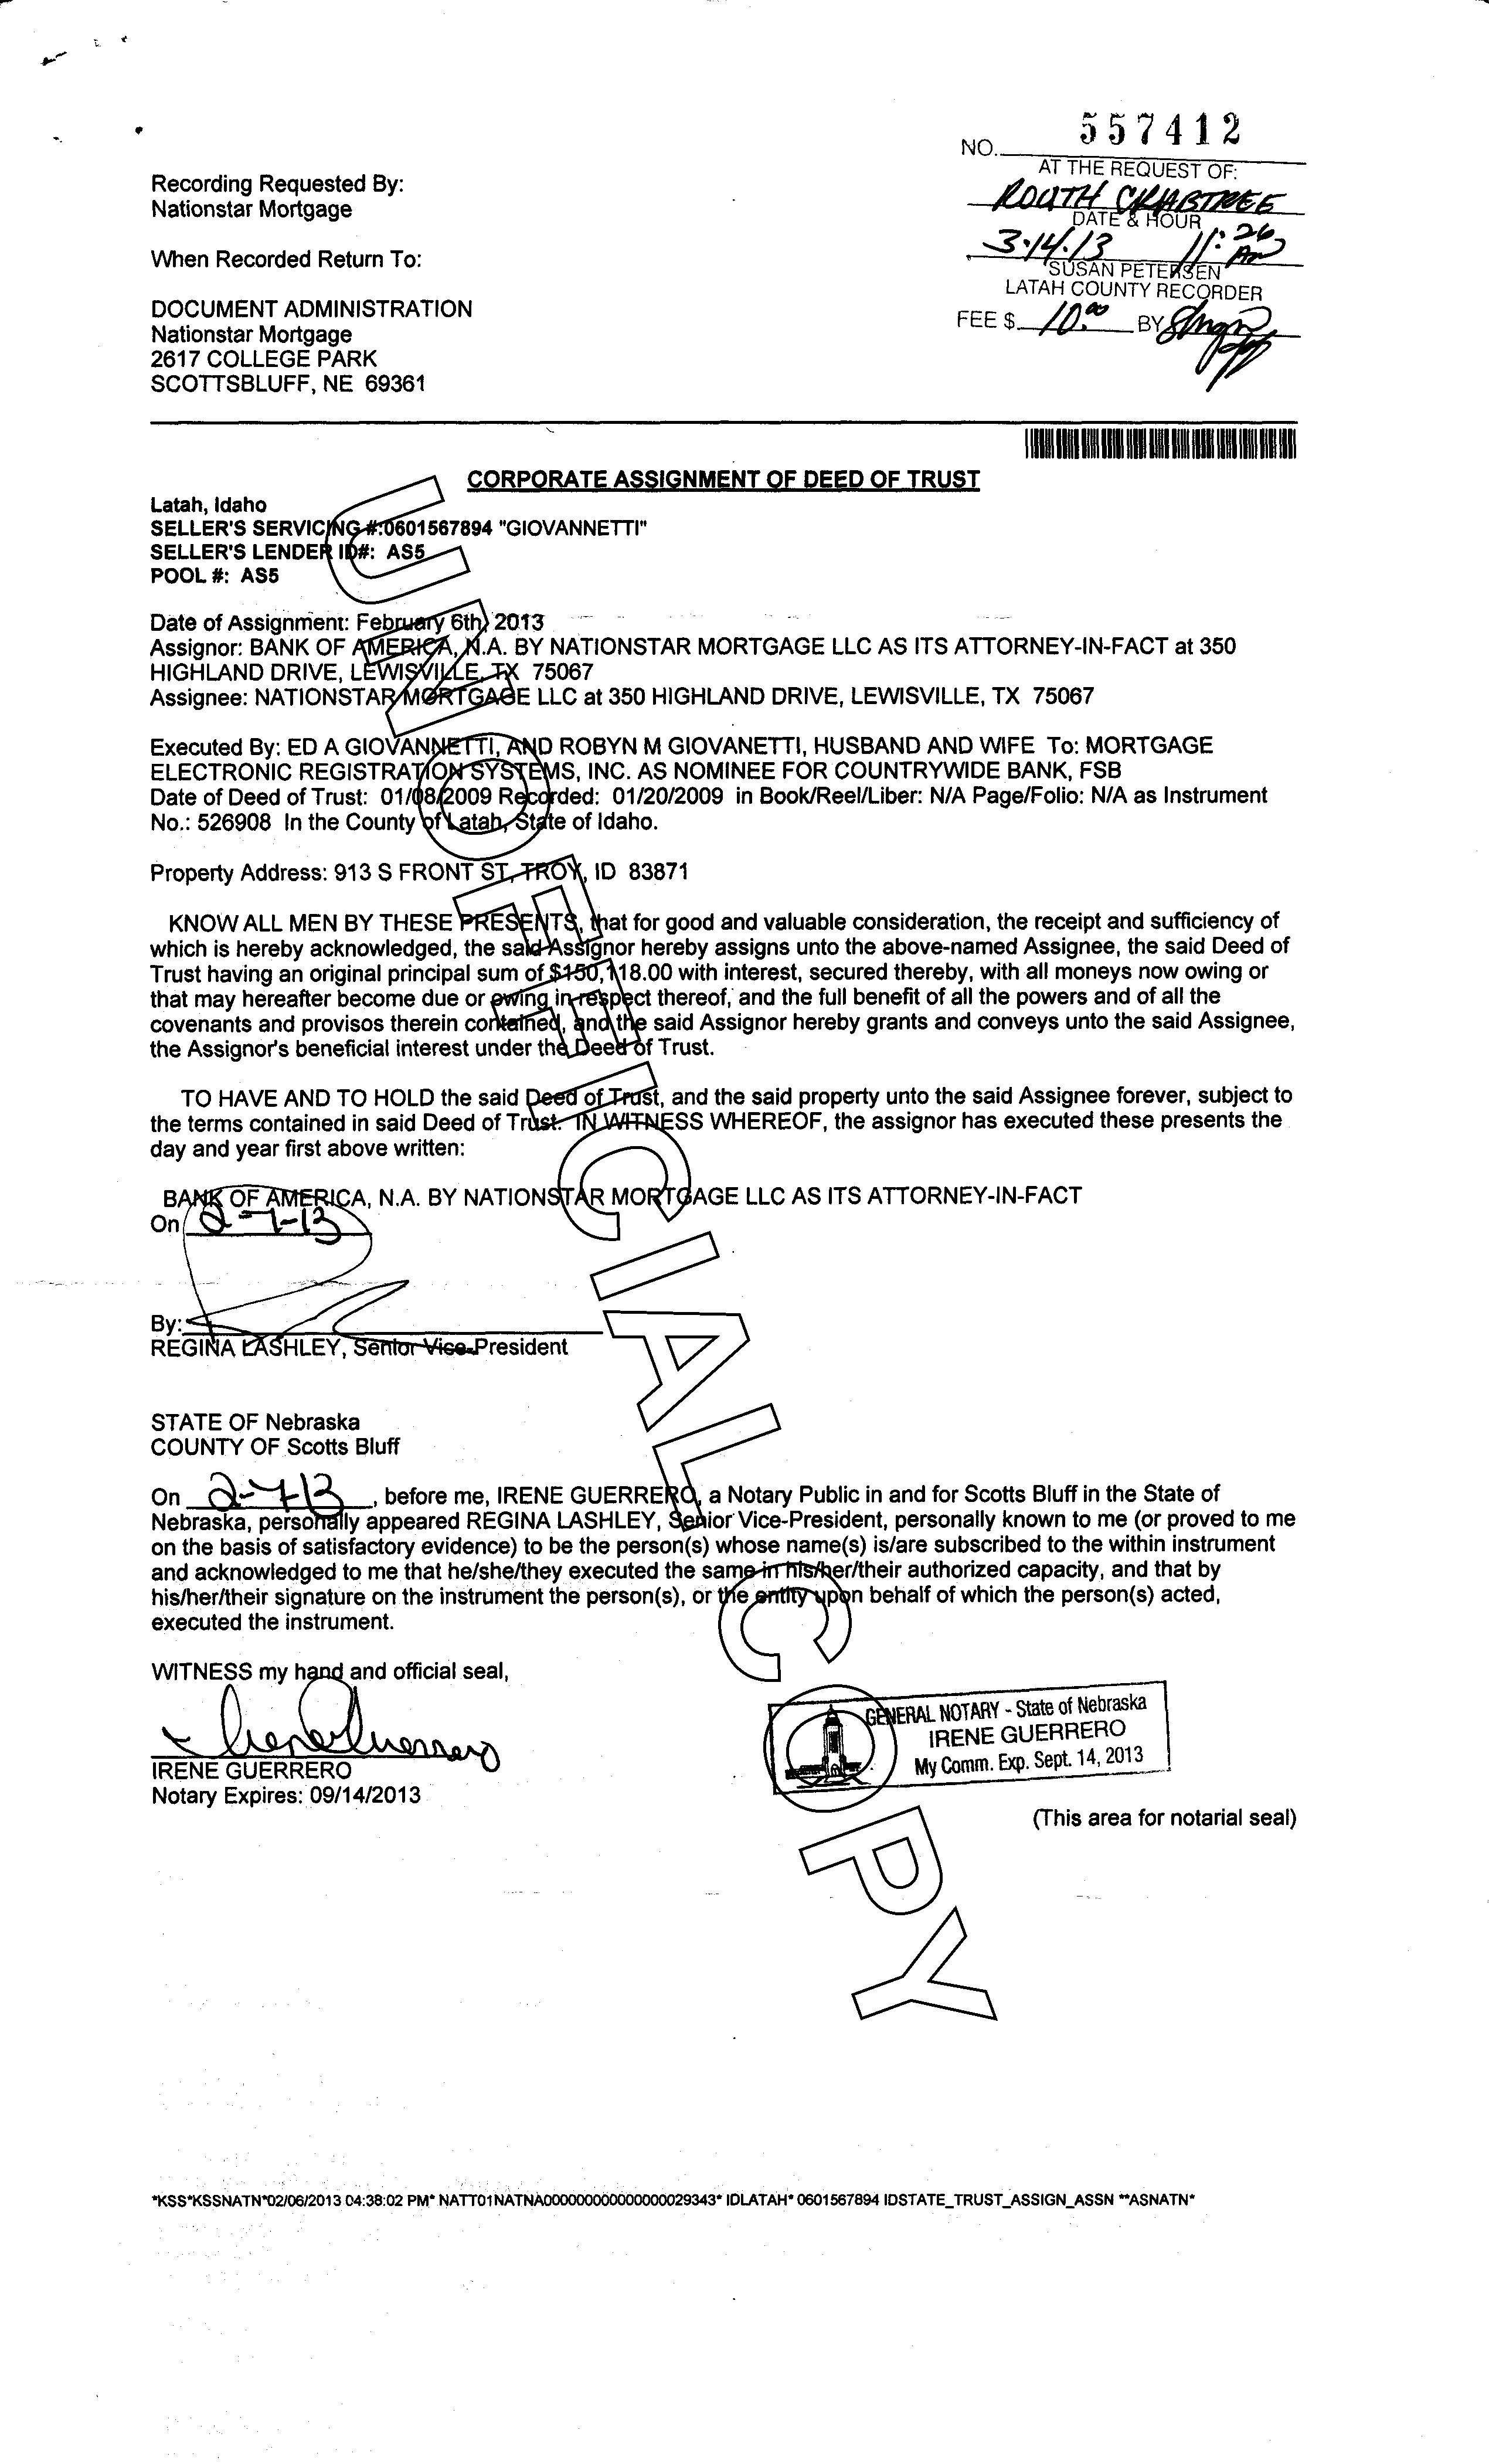 NO. 557412
AT THE REQUEST OF:
ROUTH CRABTREE
DATE & HOUR
3.14.13 11:26 AM
SUSAN PETERSEN
LATAH COUNTY RECORDER
FEE $ 10.00 BY
Recording Requested By:
Nationstar Mortgage
When Recorded Return To:
DOCUMENT ADMINISTRATION
Nationstar Mortgage
2617 COLLEGE PARK
SCOTTSBLUFF, NE 69361
CORPORATE ASSIGNMENT OF DEED OF TRUST
Latah, Idaho
SELLER'S SERVICING #:0601567894 "GIOVANNETTI"
SELLER'S LENDER ID#: AS5
POOL #: AS5
Date of Assignment: February 6th, 2013
Assignor: BANK OF AMERICA, N.A. BY NATIONSTAR MORTGAGE LLC AS ITS ATTORNEY-IN-FACT at 350
HIGHLAND DRIVE, LEWISVILLE, TX 75067
Assignee: NATIONSTAR MORTGAGE LLC at 350 HIGHLAND DRIVE, LEWISVILLE, TX 75067
Executed By: ED A GIOVANNETTI, AND ROBYN M GIOVANETTI, HUSBAND AND WIFE To: MORTGAGE
ELECTRONIC REGISTRATION SYSTEMS, INC. AS NOMINEE FOR COUNTRYWIDE BANK, FSB
Date of Deed of Trust: 01/08/2009 Recorded: 01/20/2009 in Book/Reel/Liber: N/A Page/Folio: N/A as Instrument
No.: 526908 In the County of Latah, State of Idaho.
Property Address: 913 S FRONT ST, TROY, ID 83871
KNOW ALL MEN BY THESE PRESENTS, that for good and valuable consideration, the receipt and sufficiency of
which is hereby acknowledged, the said Assignor hereby assigns unto the above-named Assignee, the said Deed of
Trust having an original principal sum of $150,118.00 with interest, secured thereby, with all moneys now owing or
that may hereafter become due or owing in respect thereof, and the full benefit of all the powers and of all the
covenants and provisos therein contained, and the said Assignor hereby grants and conveys unto the said Assignee,
the Assignor's beneficial interest under the Deed of Trust.
TO HAVE AND TO HOLD the said Deed of Trust, and the said property unto the said Assignee forever, subject to
the terms contained in said Deed of Trust. IN WITNESS WHEREOF, the assignor has executed these presents the
day and year first above written:
BANK OF AMERICA, N.A. BY NATIONSTAR MORTGAGE LLC AS ITS ATTORNEY-IN-FACT
On 2-7-13
By:
REGINA LASHLEY, Senior Vice-President
STATE OF Nebraska
COUNTY OF Scotts Bluff
On 2-7-13, before me, IRENE GUERRERO, a Notary Public in and for Scotts Bluff in the State of
Nebraska, personally appeared REGINA LASHLEY, Senior Vice-President, personally known to me (or proved to me
on the basis of satisfactory evidence) to be the person(s) whose name(s) is/are subscribed to the within instrument
and acknowledged to me that he/she/they executed the same in his/her/their authorized capacity, and that by
his/her/their signature on the instrument the person(s), or the entity upon behalf of which the person(s) acted,
executed the instrument.
WITNESS my hand and official seal,
Irene Guerrero
IRENE GUERRERO
Notary Expires: 09/14/2013
GENERAL NOTARY - State of Nebraska
IRENE GUERRERO
My Comm. Exp. Sept. 14, 2013
(This area for notarial seal)
UNOFFICIAL COPY
*KSS*KSSNATN*02/06/2013 04:38:02 PM* NATT01NATNA000000000000000029343* IDLATAH* 0601567894 IDSTATE_TRUST_ASSIGN_ASSN **ASNATN*